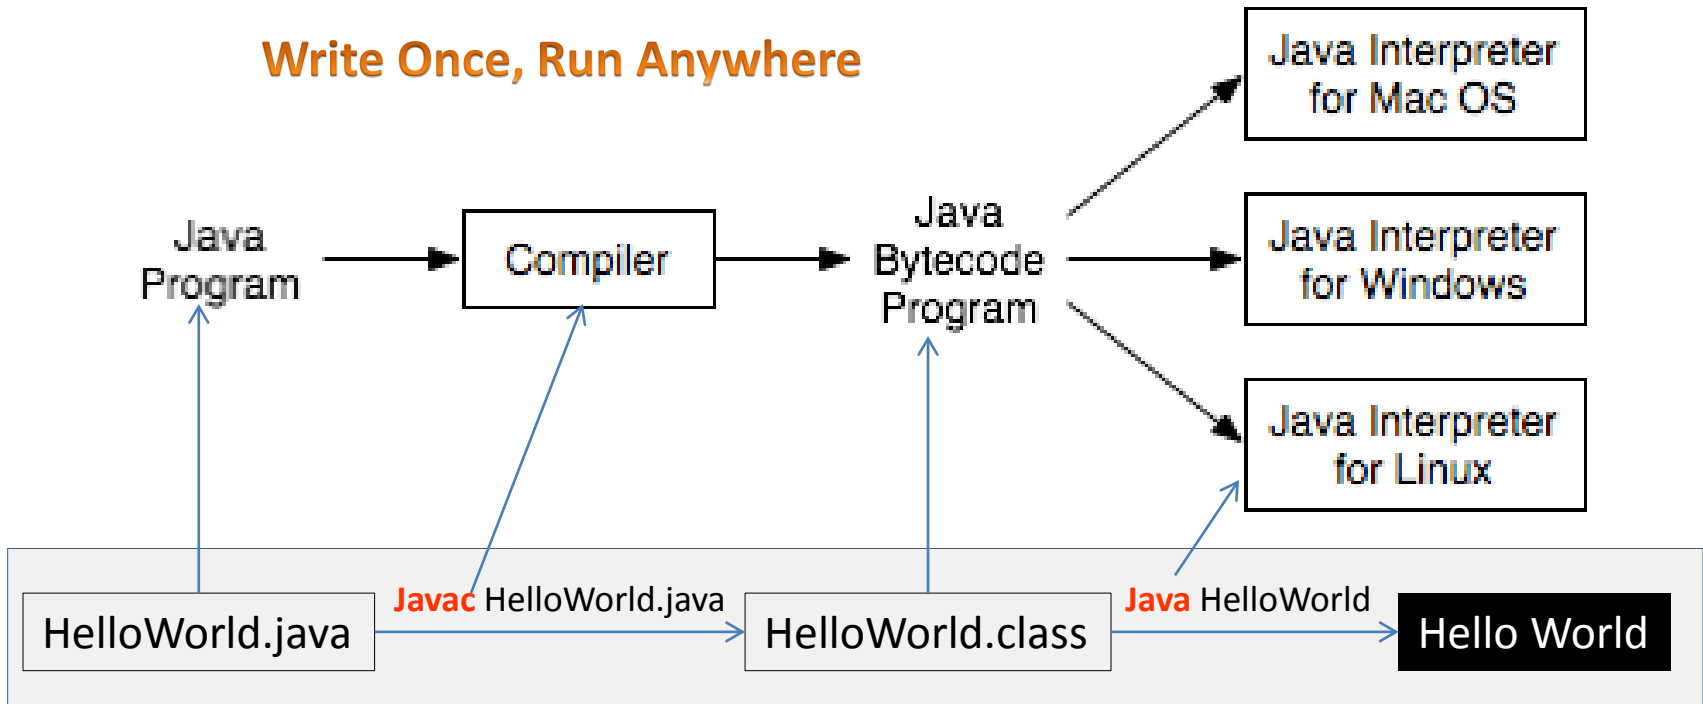 Write Once, Run Anywhere
Java Interpreter
for Mac OS
Java
Program
Compiler
Java
Bytecode
Program
Java Interpreter
for Windows
Java Interpreter
for Linux
HelloWorld.java
Javac HelloWorld.java
HelloWorld.class
Java HelloWorld
Hello World